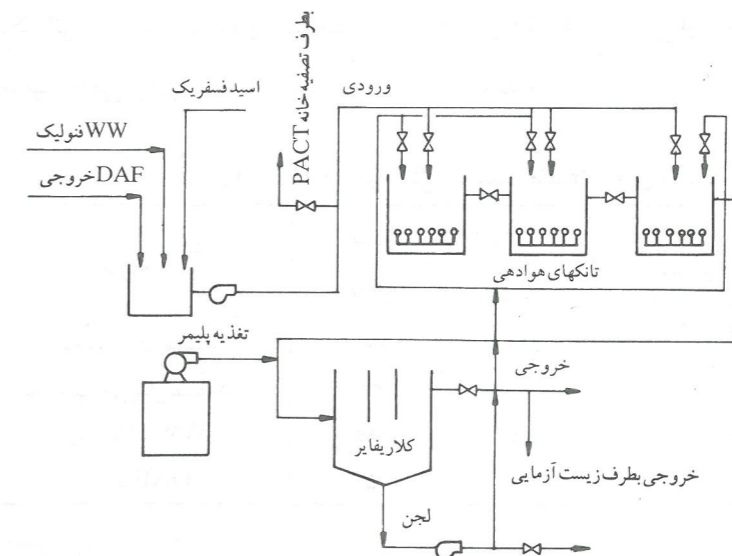 بطرف تصفیه خانه PACT
ورودی
اسید فسفریک
WW فنولیک
DAF خروجی
تانکهای هوادهی
تغذیه پلیمر
خروجی
کلاریفایر
خروجی بطرف زیست آزمایی
لجن